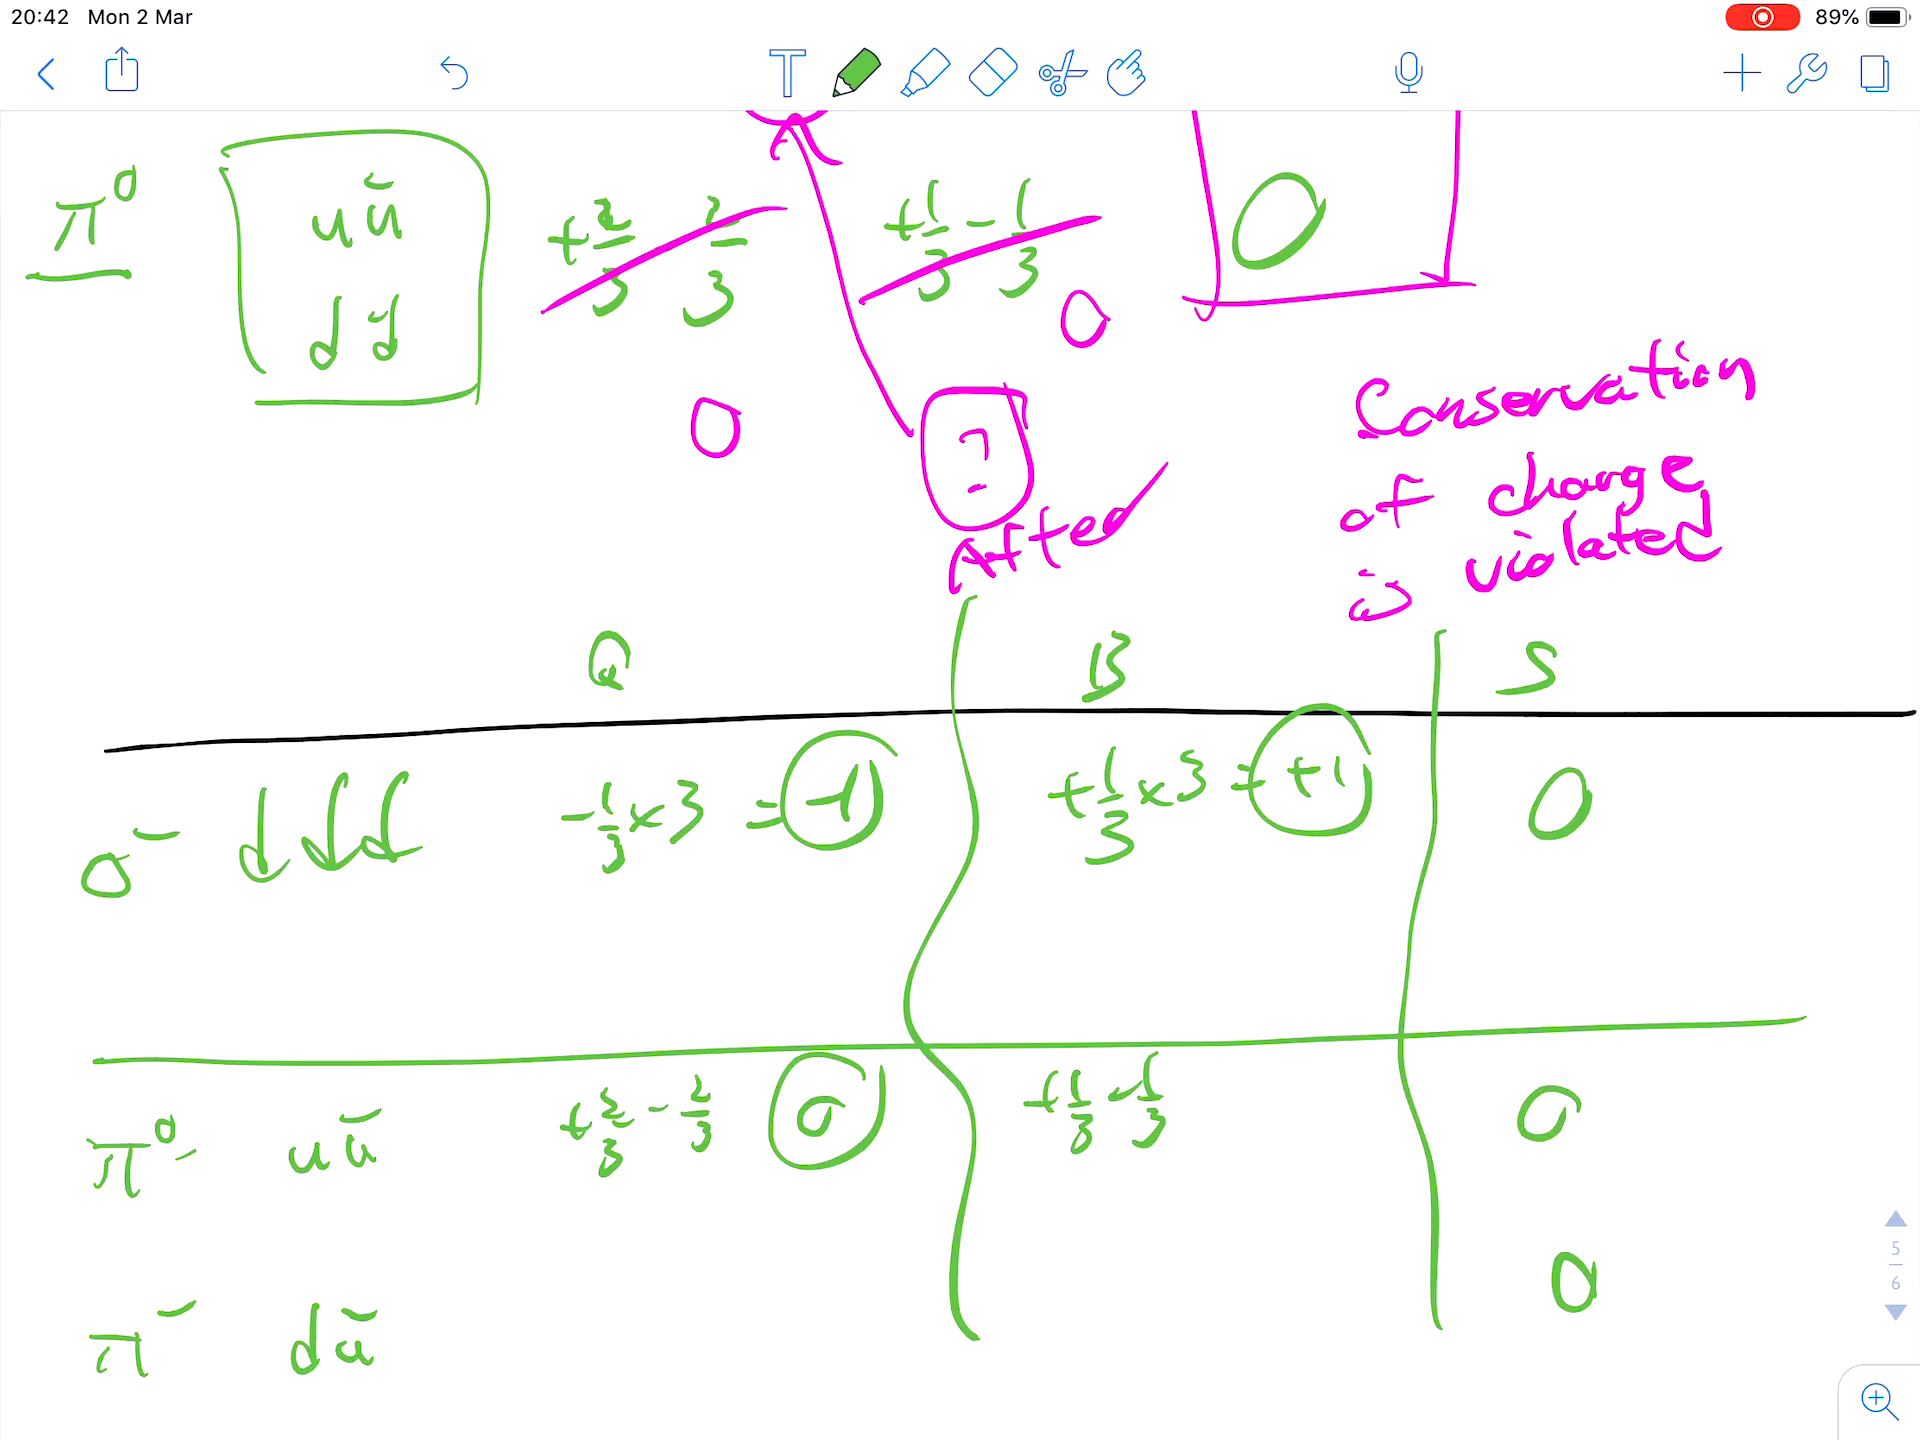 20:42 Mon 2 Mar
89%
T
π⁰ uū +2/3 - 2/3 +1/3 - 1/3 0
dd̄ 0
0
?
After
Conservation
of charge
is violated
Q B S
σ⁻ ddd -1/3 x 3 = -1 +1/3 x 3 = +1 0
π⁰ uū +2/3 - 2/3 0 +1/3 - 1/3 0
π⁻ dū 0
5
6